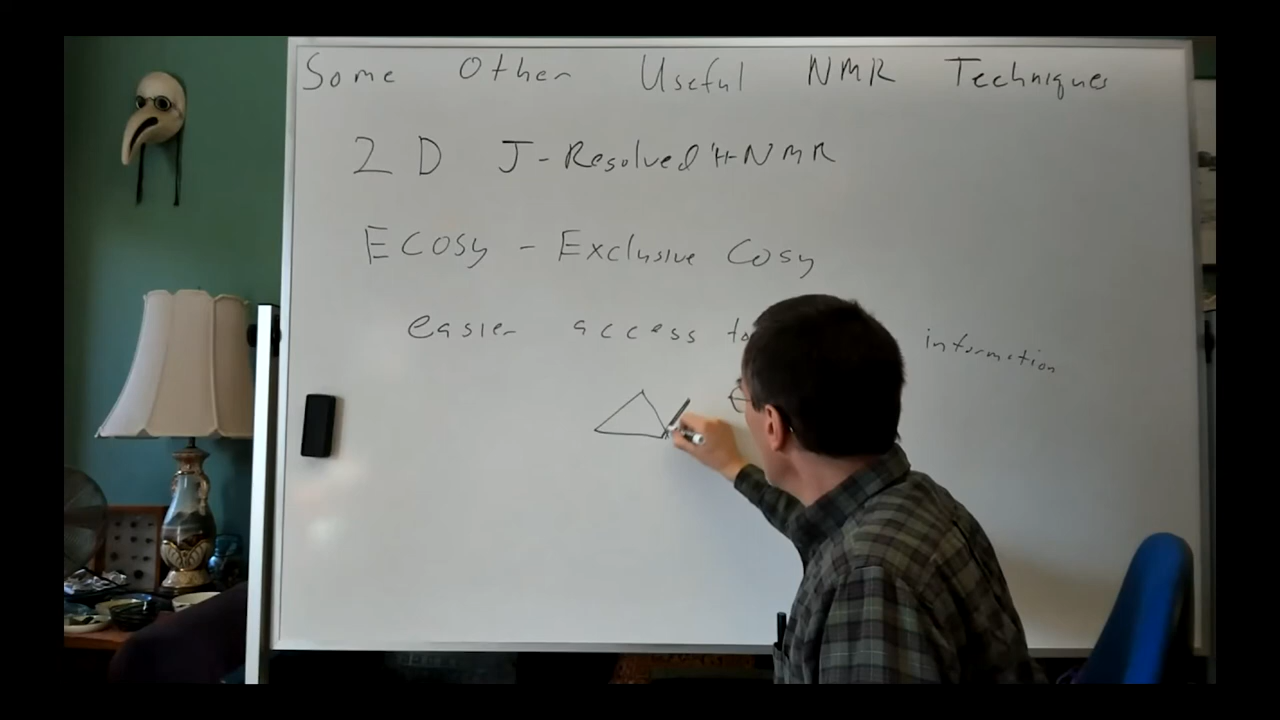 Some Other Useful NMR Techniques
2D J-Resolved ¹H-NMR
ECOSY - Exclusive COSY
easier access to information